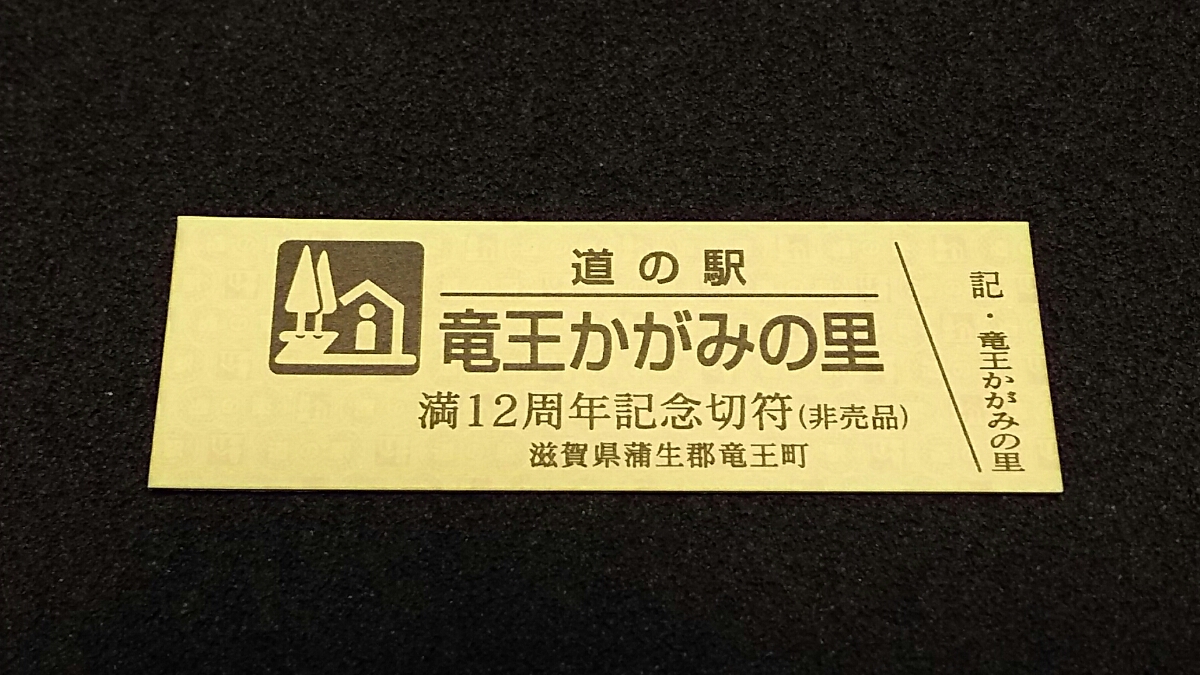 道の駅
竜王かがみの里
満12周年記念切符(非売品)
滋賀県蒲生郡竜王町
記・竜王かがみの里